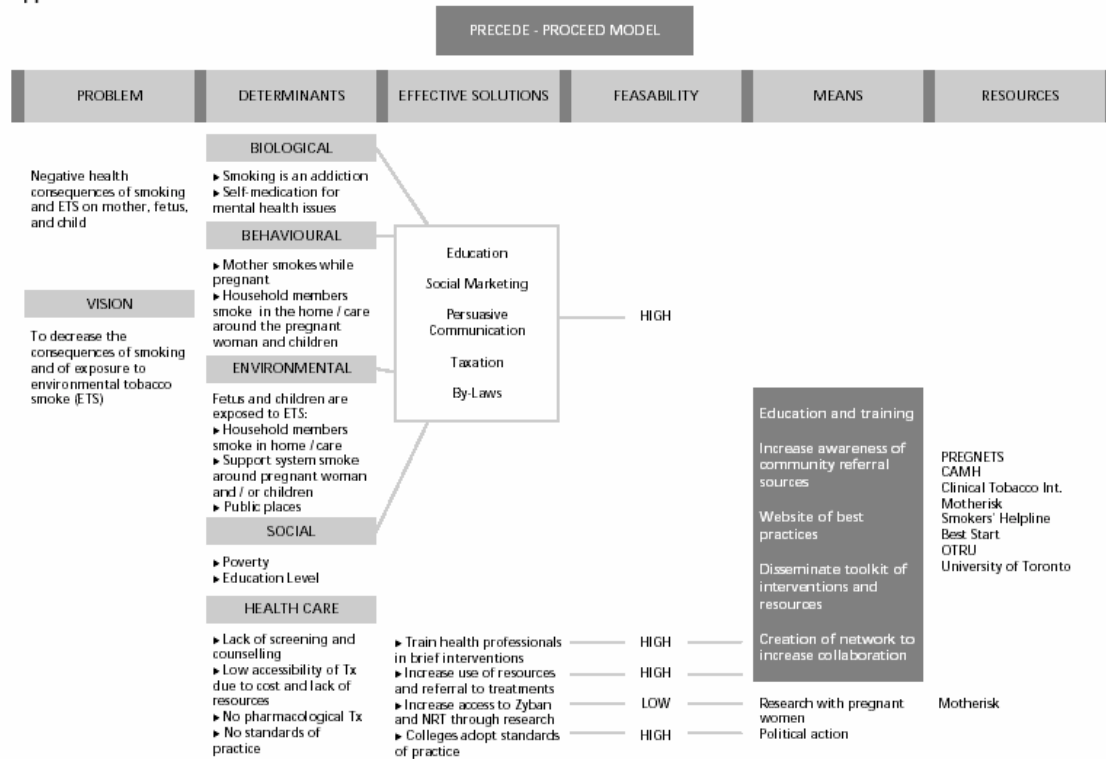 PRECEDE - PROCEED MODEL
PROBLEM
DETERMINANTS
EFFECTIVE SOLUTIONS
FEASABILITY
MEANS
RESOURCES
Negative health
consequences of smoking
and ETS on mother, fetus,
and child
VISION
To decrease the
consequences of smoking
and of exposure to
environmental tobacco
smoke (ETS)
BIOLOGICAL
▸ Smoking is an addiction
▸ Self-medication for
mental health issues
BEHAVIOURAL
▸ Mother smokes while
pregnant
▸ Household members
smoke in the home / care
around the pregnant
woman and children
ENVIRONMENTAL
Fetus and children are
exposed to ETS:
▸ Household members
smoke in home / care
▸ Support system smoke
around pregnant woman
and / or children
▸ Public places
SOCIAL
▸ Poverty
▸ Education Level
HEALTH CARE
▸ Lack of screening and
counselling
▸ Low accessibility of Tx
due to cost and lack of
resources
▸ No pharmacological Tx
▸ No standards of
practice
Education
Social Marketing
Persuasive
Communication
Taxation
By-Laws
▸ Train health professionals
in brief interventions
▸ Increase use of resources
and referral to treatments
▸ Increase access to Zyban
and NRT through research
▸ Colleges adopt standards
of practice
HIGH
HIGH
HIGH
LOW
HIGH
Education and training
Increase awareness of
community referral
sources
Website of best
practices
Disseminate toolkit of
interventions and
resources
Creation of network to
increase collaboration
Research with pregnant
women
Political action
PREGNETS
CAMH
Clinical Tobacco Int.
Motherisk
Smokers' Helpline
Best Start
OTRU
University of Toronto
Motherisk